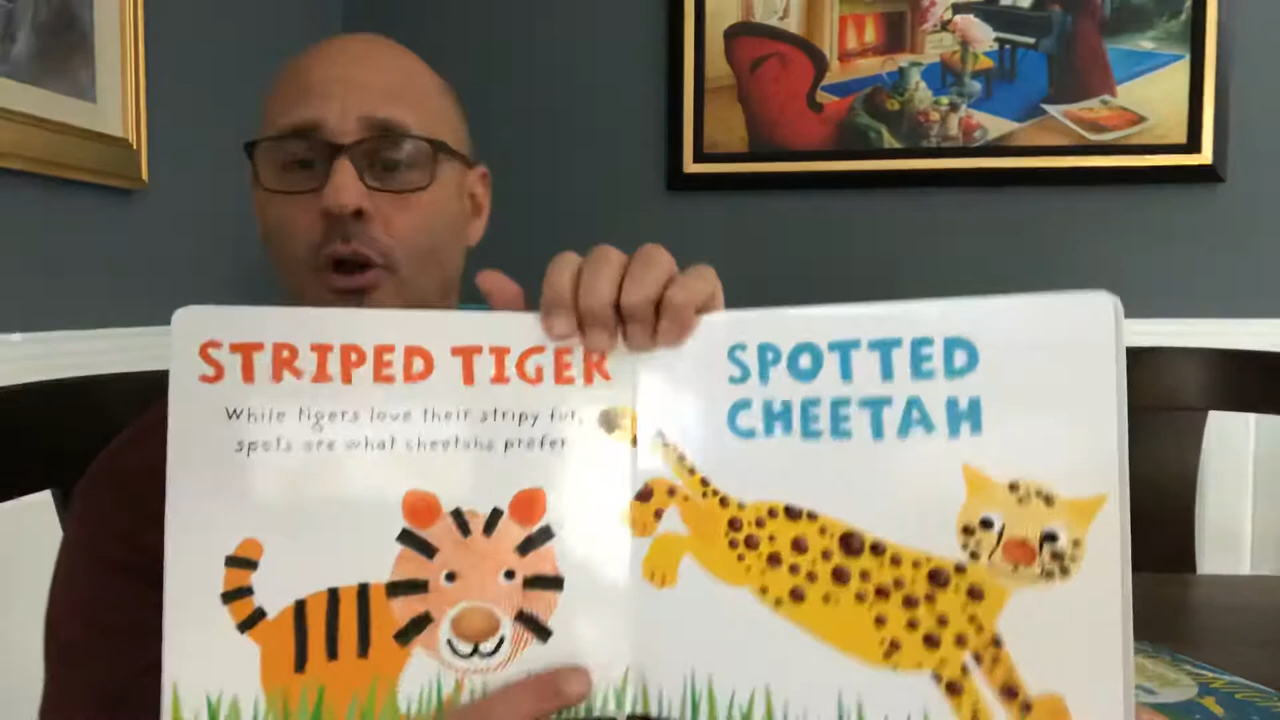 STRIPED TIGER
While tigers love their stripy fur,
spots are what cheetahs prefer
SPOTTED
CHEETAH